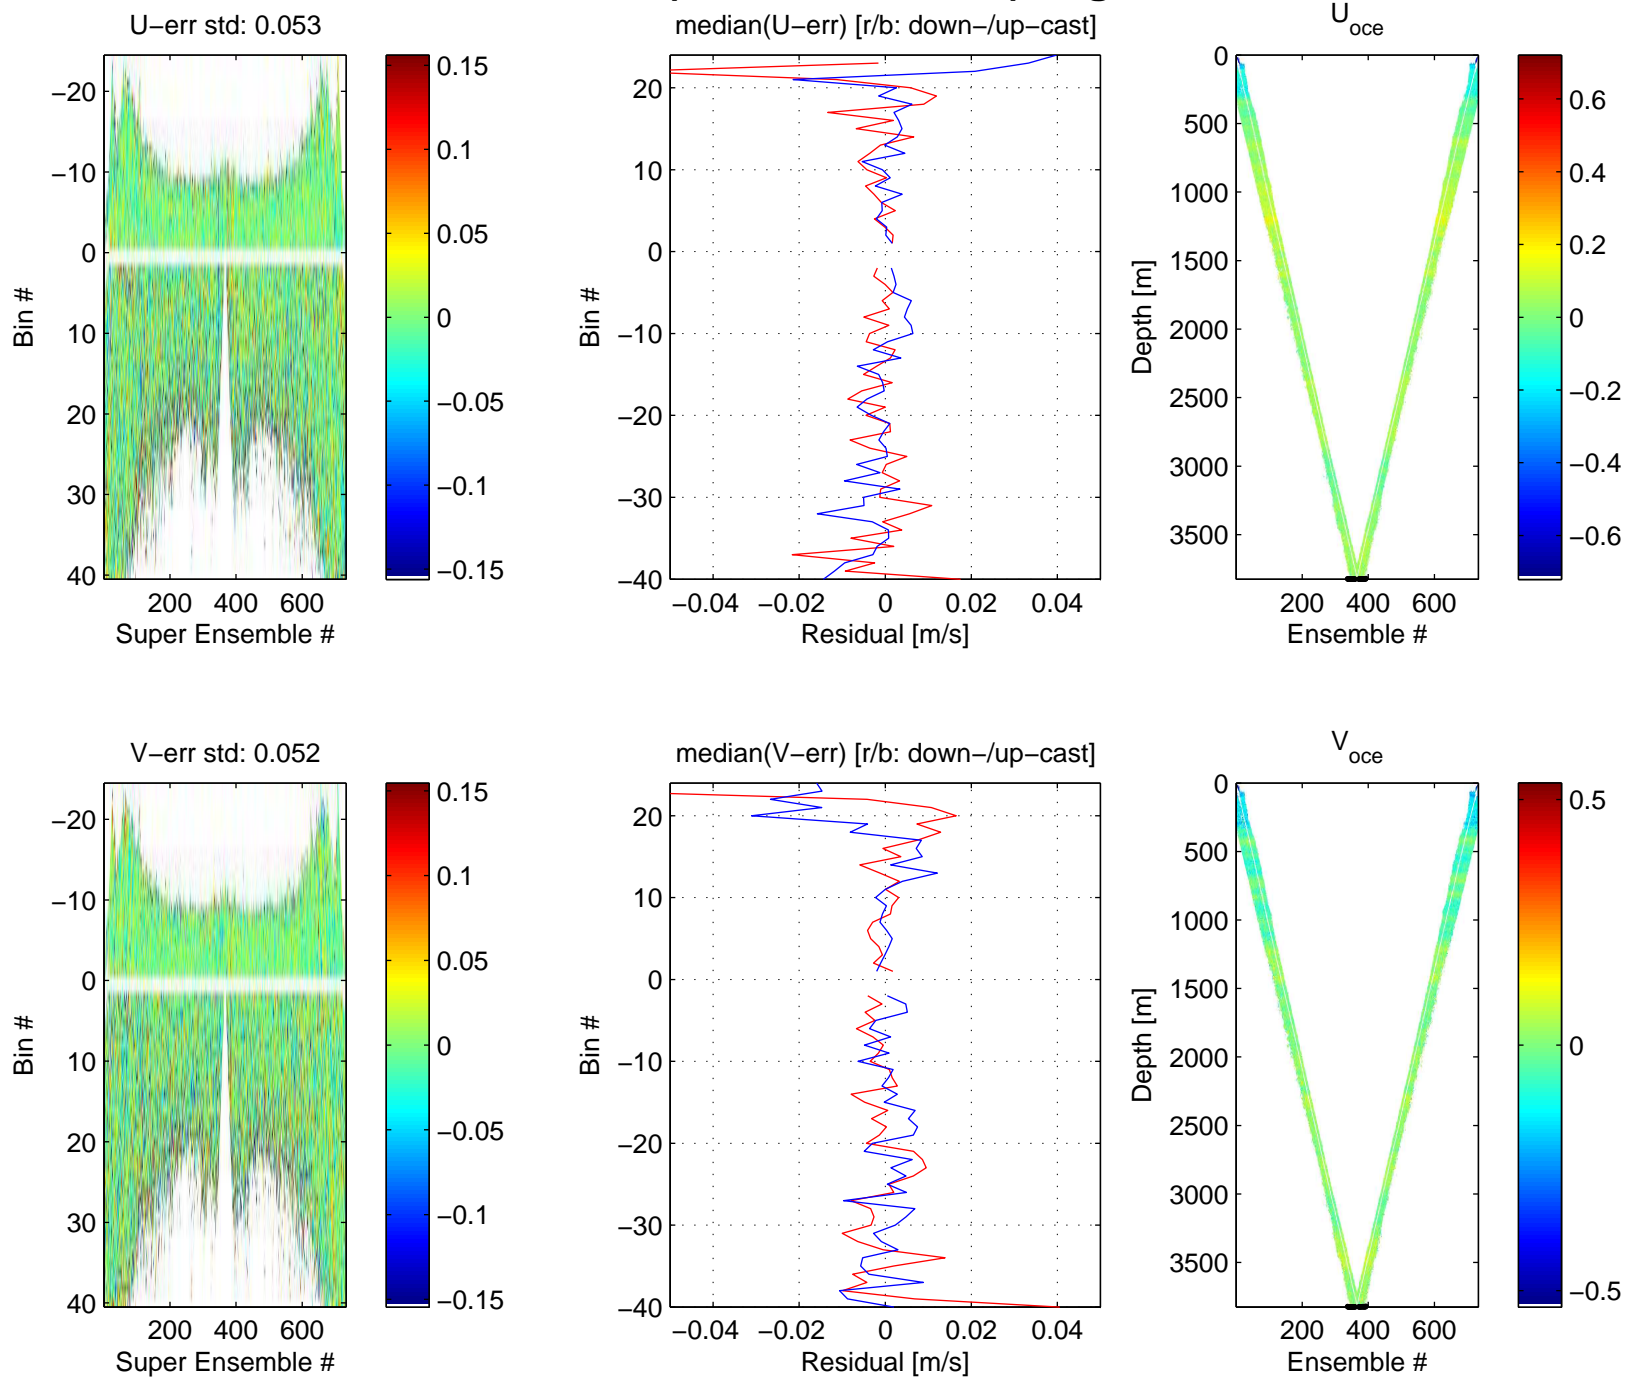 U−err std: 0.053
median(U−err) [r/b: down−/up−cast]
U
oce
−20
−10
0
10
20
30
40
Bin #
200 400 600
Super Ensemble #
0.15
0.1
0.05
0
−0.05
−0.1
−0.15
20
10
0
−10
−20
−30
−40
Bin #
−0.04 −0.02 0 0.02 0.04
Residual [m/s]
0
500
1000
1500
2000
2500
3000
3500
Depth [m]
200 400 600
Ensemble #
0.6
0.4
0.2
0
−0.2
−0.4
−0.6
V−err std: 0.052
median(V−err) [r/b: down−/up−cast]
V
oce
−20
−10
0
10
20
30
40
Bin #
200 400 600
Super Ensemble #
0.15
0.1
0.05
0
−0.05
−0.1
−0.15
20
10
0
−10
−20
−30
−40
Bin #
−0.04 −0.02 0 0.02 0.04
Residual [m/s]
0
500
1000
1500
2000
2500
3000
3500
Depth [m]
200 400 600
Ensemble #
0.5
0
−0.5